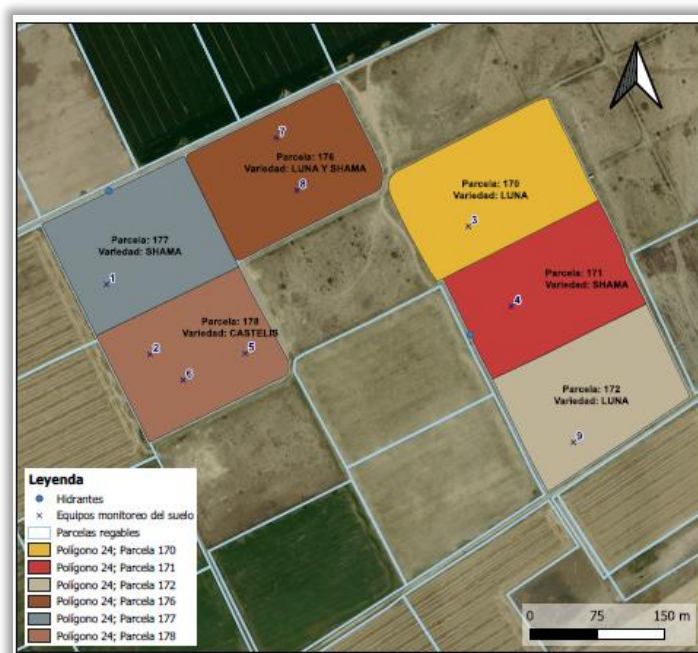 7
Parcela: 176
Variedad: LUNA Y SHAMA
8
Parcela: 170
Variedad: LUNA
3
Parcela: 177
Variedad: SHAMA
1
Parcela: 171
Variedad: SHAMA
4
Parcela: 178
Variedad: CASTELIS
2
5
6
Parcela: 172
Variedad: LUNA
9
Leyenda
Hidrantes
Equipos monitoreo del suelo
Parcelas regables
Polígono 24; Parcela 170
Polígono 24; Parcela 171
Polígono 24; Parcela 172
Polígono 24; Parcela 176
Polígono 24; Parcela 177
Polígono 24; Parcela 178
0 75 150 m